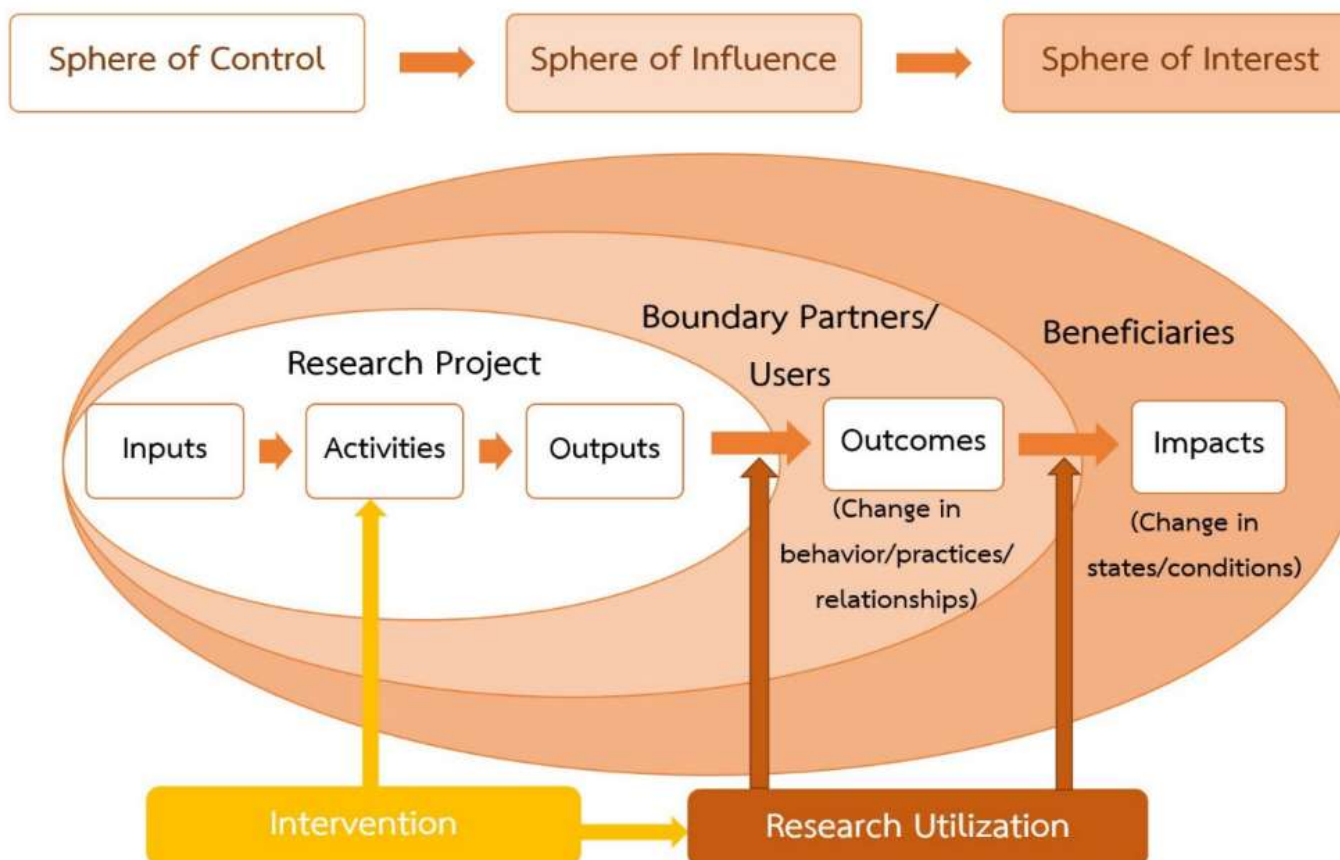 Sphere of Control
Sphere of Influence
Sphere of Interest
Research Project
Boundary Partners/
Users
Beneficiaries
Inputs
Activities
Outputs
Outcomes
Impacts
(Change in
behavior/practices/
relationships)
(Change in
states/conditions)
Intervention
Research Utilization